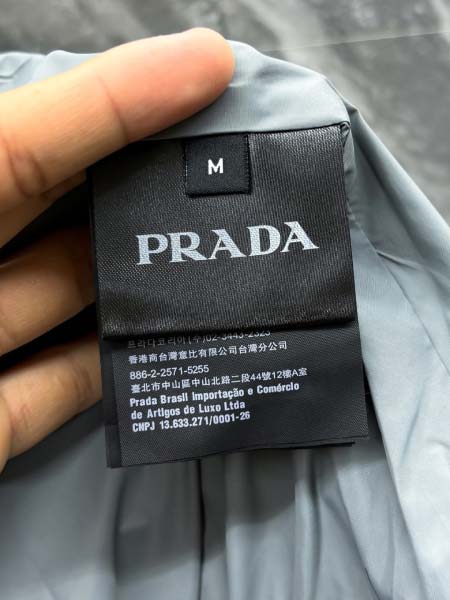 M
PRADA
프라다코리아(주)02-3443-2323
香港商台灣意比有限公司台灣分公司
886-2-2571-5255
臺北市中山區中山北路二段44號12樓A室
Prada Brasil Importação e Comércio
de Artigos de Luxo Ltda
CNPJ 13.633.271/0001-26